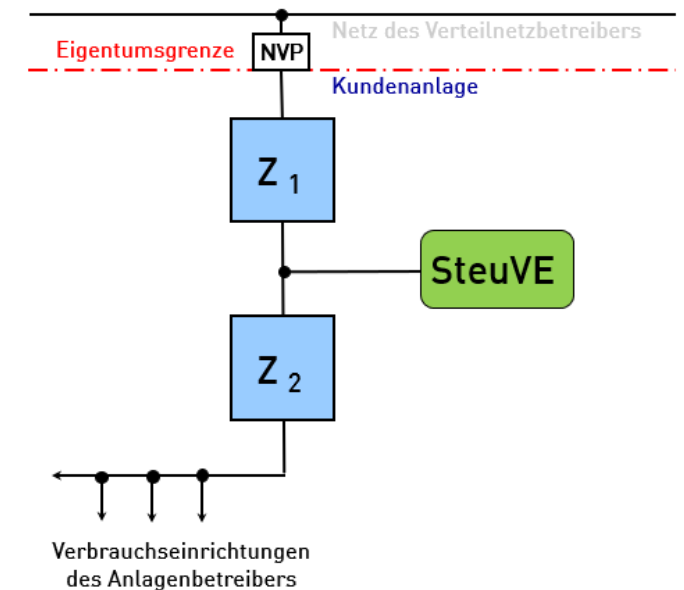 Netz des Verteilnetzbetreibers
Eigentumsgrenze
NVP
Kundenanlage
Z 1
SteuVE
Z 2
Verbrauchseinrichtungen
des Anlagenbetreibers